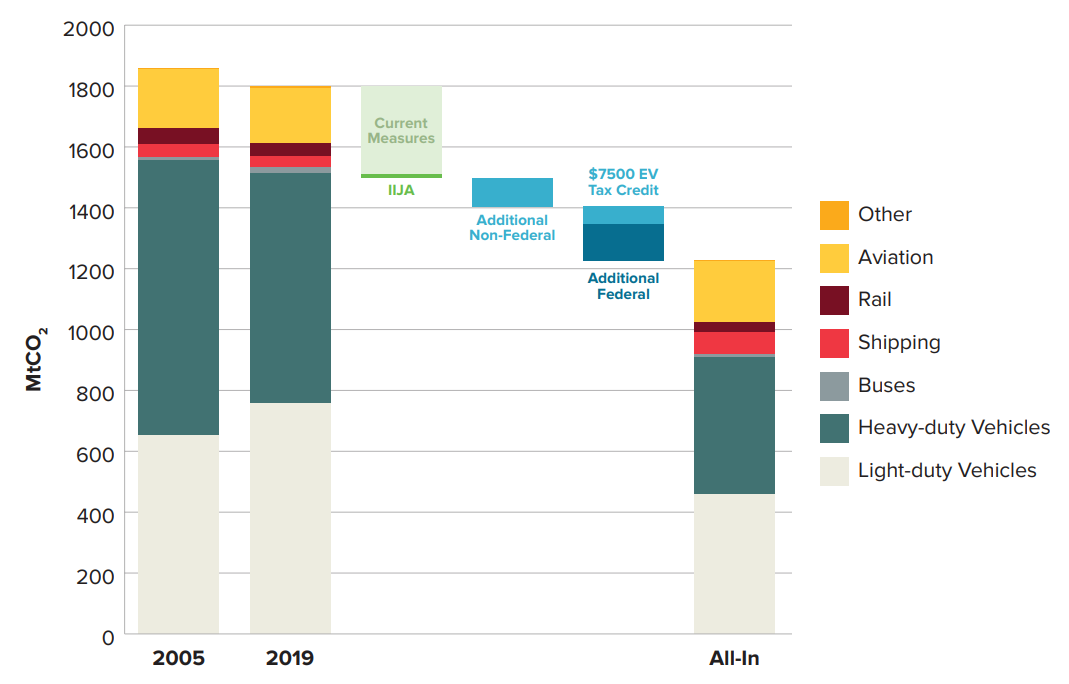 2000
1800
1600
1400
1200
1000
800
600
400
200
0
MtCO₂
Current
Measures
IIJA
Additional
Non-Federal
$7500 EV
Tax Credit
Additional
Federal
2005
2019
All-In
Other
Aviation
Rail
Shipping
Buses
Heavy-duty Vehicles
Light-duty Vehicles